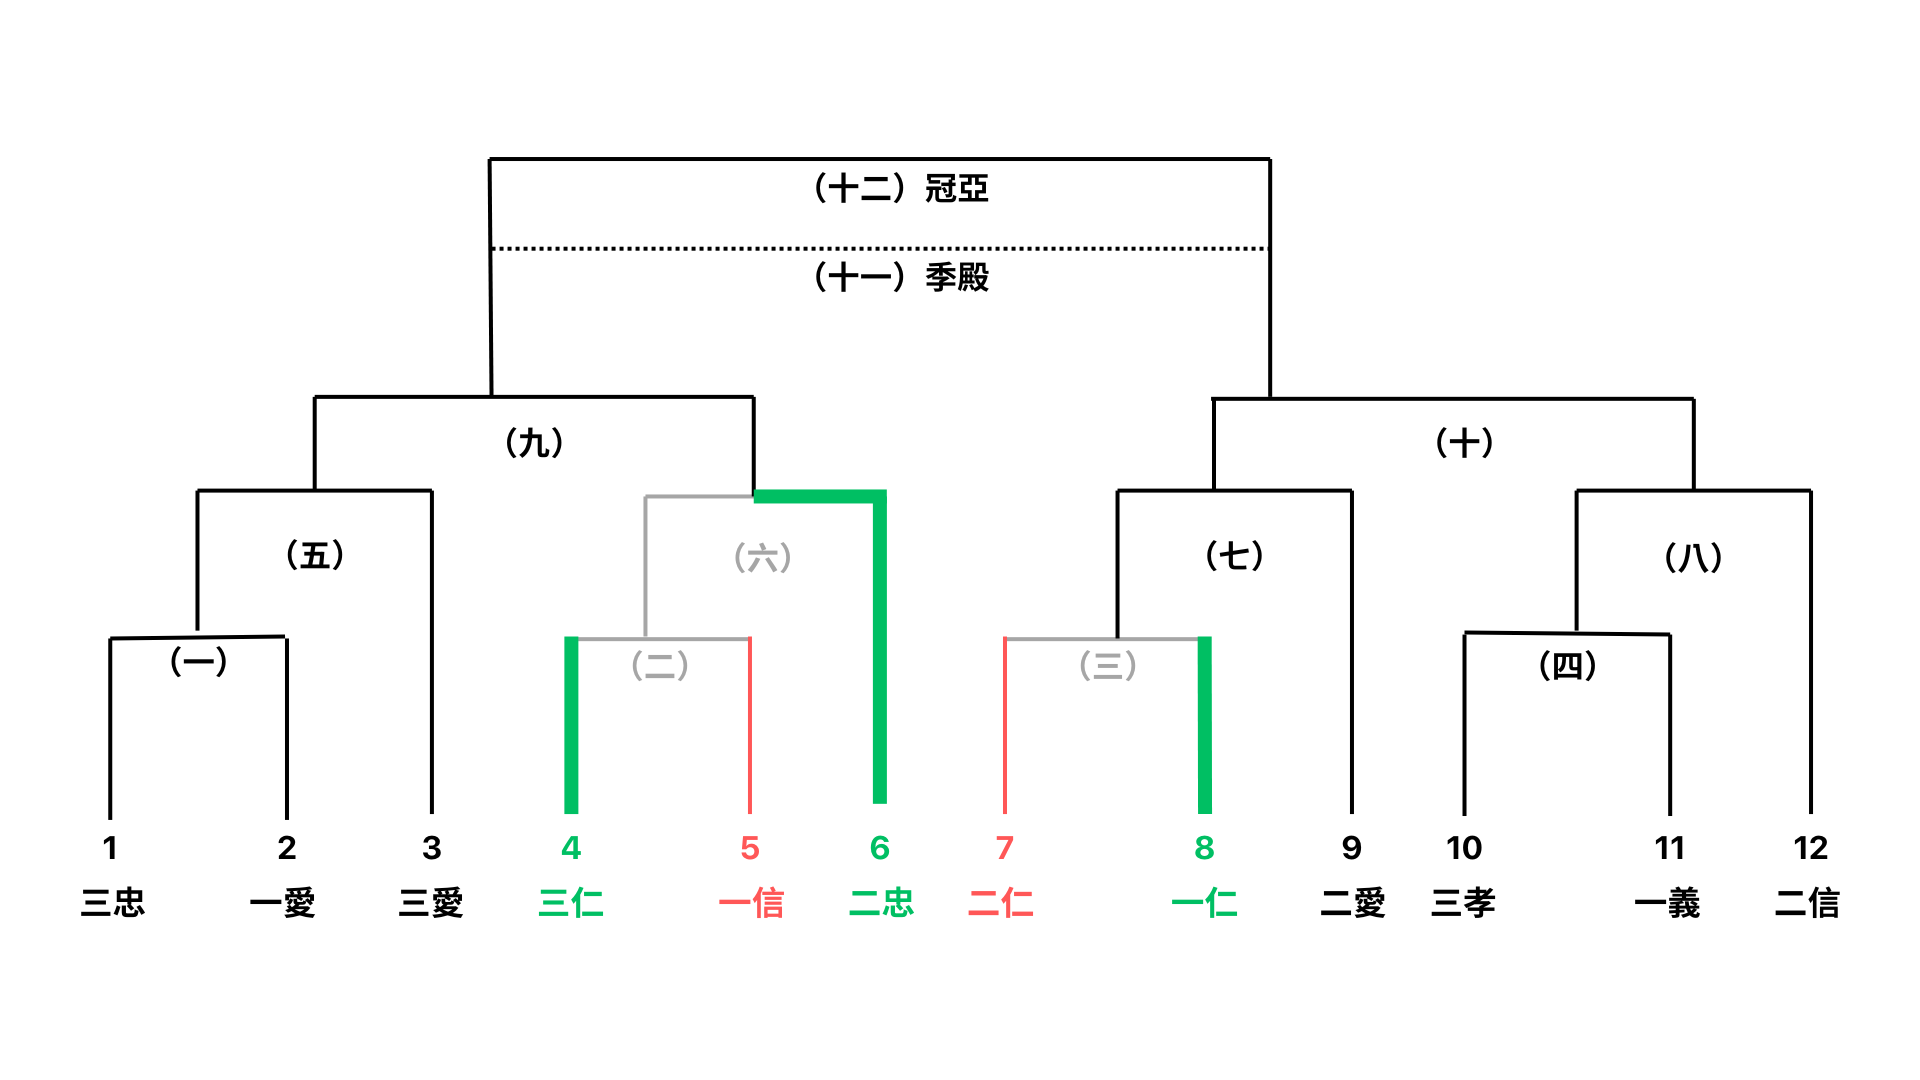 （十二）冠亞
（十一）季殿
（九）
（十）
（五）
（六）
（七）
（八）
（一）
（二）
（三）
（四）
1 2 3 4 5 6 7 8 9 10 11 12
三忠 一愛 三愛 三仁 一信 二忠 二仁 一仁 二愛 三孝 一義 二信